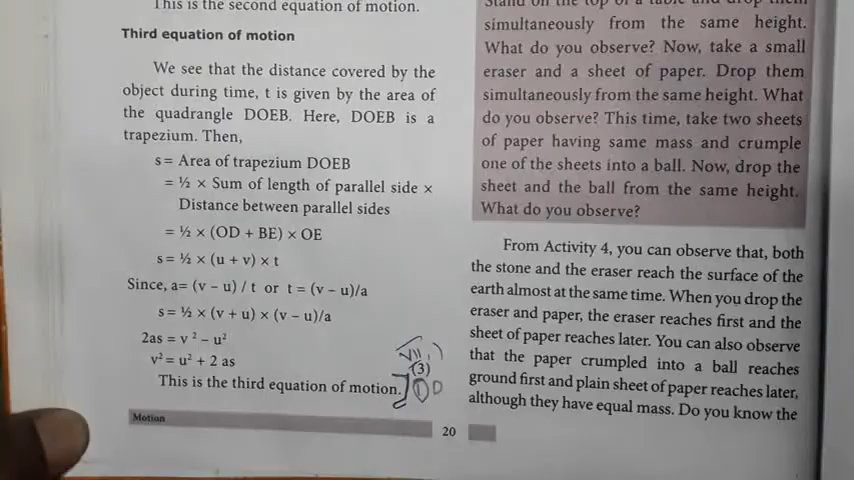 This is the second equation of motion.
Third equation of motion
We see that the distance covered by the
object during time, t is given by the area of
the quadrangle DOEB. Here, DOEB is a
trapezium. Then,
s = Area of trapezium DOEB
= ½ × Sum of length of parallel side ×
Distance between parallel sides
= ½ × (OD + BE) × OE
s = ½ × (u + v) × t
Since, a= (v – u) / t or t = (v – u)/a
s = ½ × (v + u) × (v – u)/a
2as = v² – u²
v² = u² + 2 as
This is the third equation of motion.
VII
(3)
Motion
20
Stand on the top of a table and drop them
simultaneously from the same height.
What do you observe? Now, take a small
eraser and a sheet of paper. Drop them
simultaneously from the same height. What
do you observe? This time, take two sheets
of paper having same mass and crumple
one of the sheets into a ball. Now, drop the
sheet and the ball from the same height.
What do you observe?
From Activity 4, you can observe that, both
the stone and the eraser reach the surface of the
earth almost at the same time. When you drop the
eraser and paper, the eraser reaches first and the
sheet of paper reaches later. You can also observe
that the paper crumpled into a ball reaches
ground first and plain sheet of paper reaches later,
although they have equal mass. Do you know the